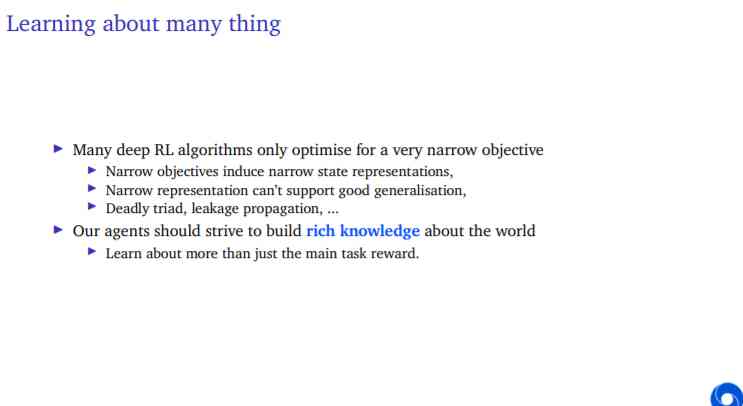 Learning about many thing
Many deep RL algorithms only optimise for a very narrow objective
Narrow objectives induce narrow state representations,
Narrow representation can't support good generalisation,
Deadly triad, leakage propagation, ...
Our agents should strive to build rich knowledge about the world
Learn about more than just the main task reward.